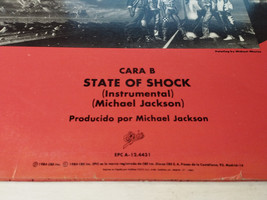 CARA B
STATE OF SHOCK
(Instrumental)
(Michael Jackson)
Producido por Michael Jackson
Epic
EPC A-12.4431